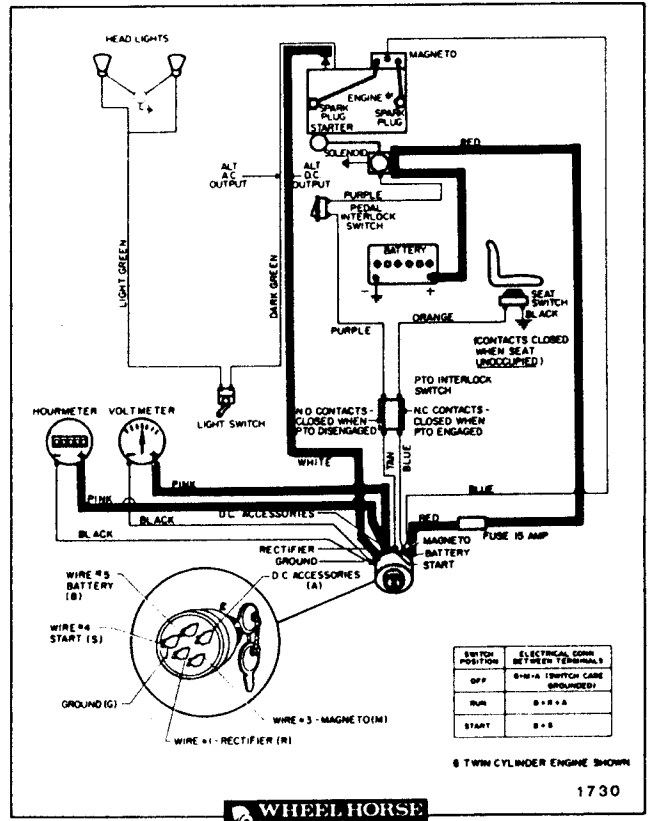 HEAD LIGHTS
MAGNETO
ENGINE
SPARK
PLUG
SPARK
PLUG
STARTER
SOLENOID
RED
ALT
A.C
OUTPUT
ALT
D.C
OUTPUT
PURPLE
PEDAL
INTERLOCK
SWITCH
BATTERY
- +
LIGHT GREEN
DARK GREEN
SEAT
SWITCH
BLACK
ORANGE
PURPLE
(CONTACTS CLOSED
WHEN SEAT
UNOCCUPIED)
PTO INTERLOCK
SWITCH
LIGHT SWITCH
N.O CONTACTS -
CLOSED WHEN
PTO DISENGAGED
N.C CONTACTS -
CLOSED WHEN
PTO ENGAGED
HOURMETER
VOLTMETER
- +
- +
WHITE
TAN
BLUE
PINK
PINK
BLUE
D.C. ACCESSORIES
BLACK
BLACK
RED
FUSE 15 AMP
MAGNETO
BATTERY
START
RECTIFIER
GROUND
D C ACCESSORIES
(A)
WIRE #5
BATTERY
(B)
WIRE #4
START (S)
GROUND(G)
WIRE #3 - MAGNETO(M)
WIRE #1 - RECTIFIER (R)
SWITCH POSITION ELECTRICAL CONN BETWEEN TERMINALS
OFF G+M+A (SWITCH CASE GROUNDED)
RUN B+R+A
START B+S
TWIN CYLINDER ENGINE SHOWN
1730
WHEEL HORSE